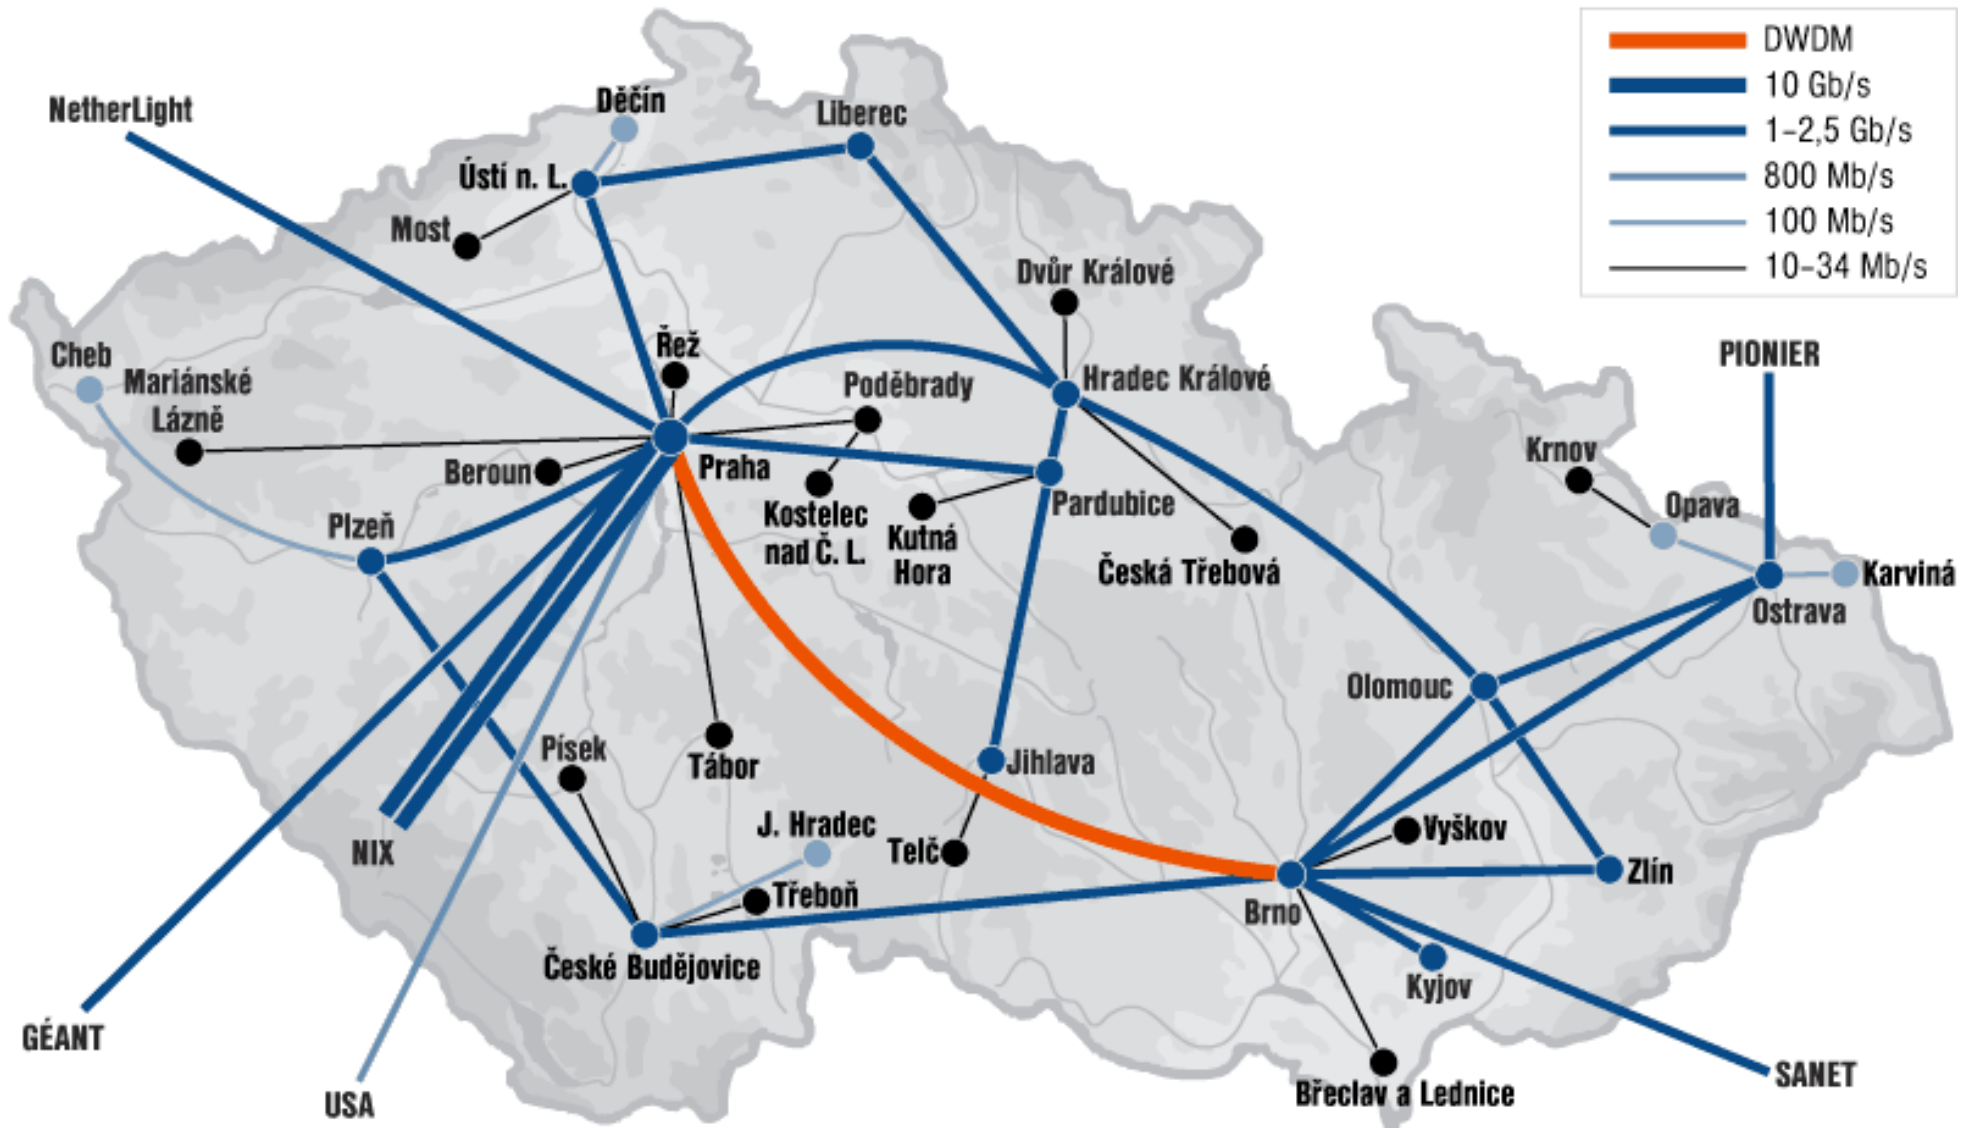 DWDM
10 Gb/s
1–2,5 Gb/s
800 Mb/s
100 Mb/s
10–34 Mb/s
NetherLight
Děčín
Liberec
Ústí n. L.
Most
Dvůr Králové
Řež
Cheb
Mariánské
Lázně
Poděbrady
Hradec Králové
PIONIER
Beroun
Praha
Krnov
Plzeň
Kostelec
nad Č. L.
Kutná
Hora
Pardubice
Opava
Česká Třebová
Karviná
Ostrava
Olomouc
Písek
Tábor
Jihlava
J. Hradec
NIX
Telč
Vyškov
Třeboň
Zlín
Brno
České Budějovice
Kyjov
GÉANT
USA
SANET
Břeclav a Lednice